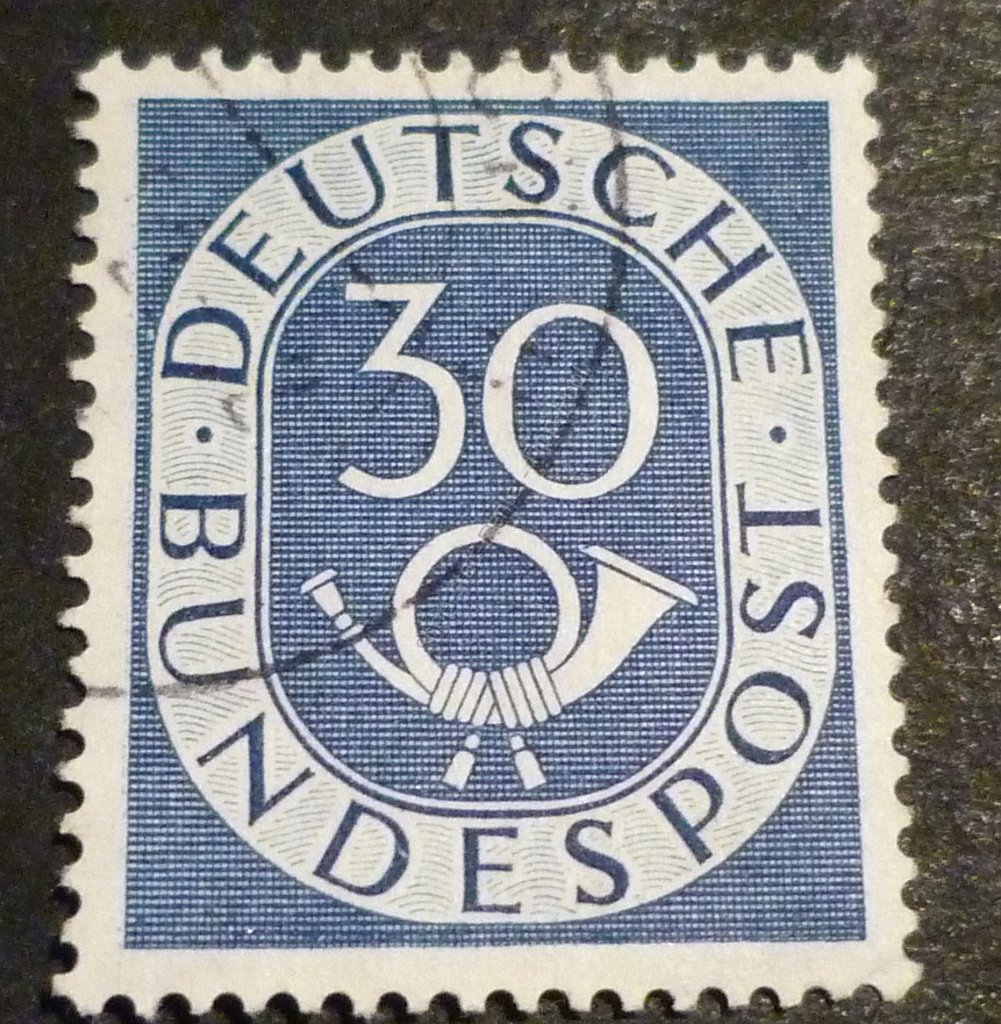 DEUTSCHE
30
· BUNDESPOST ·